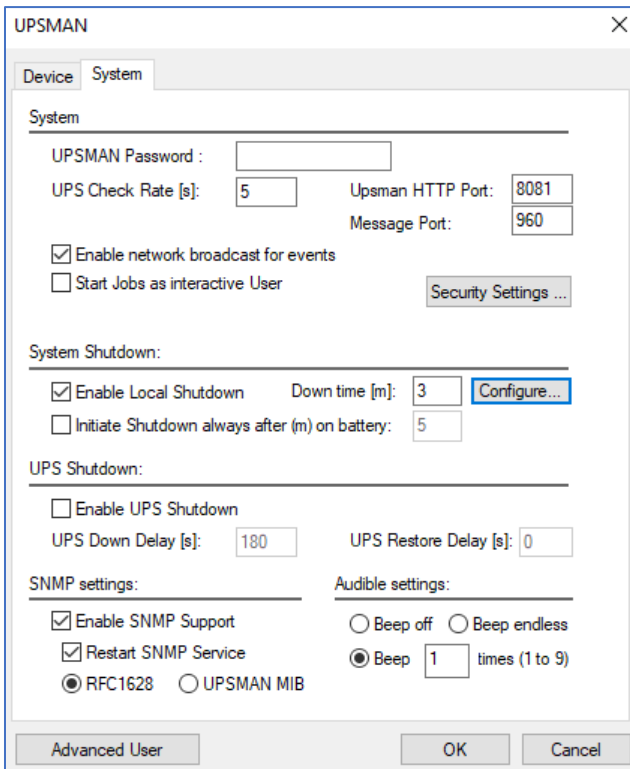 UPSMAN
Device System
System
UPSMAN Password :
UPS Check Rate [s]: 5 Upsman HTTP Port: 8081
Message Port: 960
Enable network broadcast for events
Start Jobs as interactive User
Security Settings ...
System Shutdown:
Enable Local Shutdown Down time [m]: 3 Configure...
Initiate Shutdown always after (m) on battery: 5
UPS Shutdown:
Enable UPS Shutdown
UPS Down Delay [s]: 180 UPS Restore Delay [s]: 0
SNMP settings: Audible settings:
Enable SNMP Support
Beep off Beep endless
Restart SNMP Service
Beep 1 times (1 to 9)
RFC1628 UPSMAN MIB
Advanced User OK Cancel